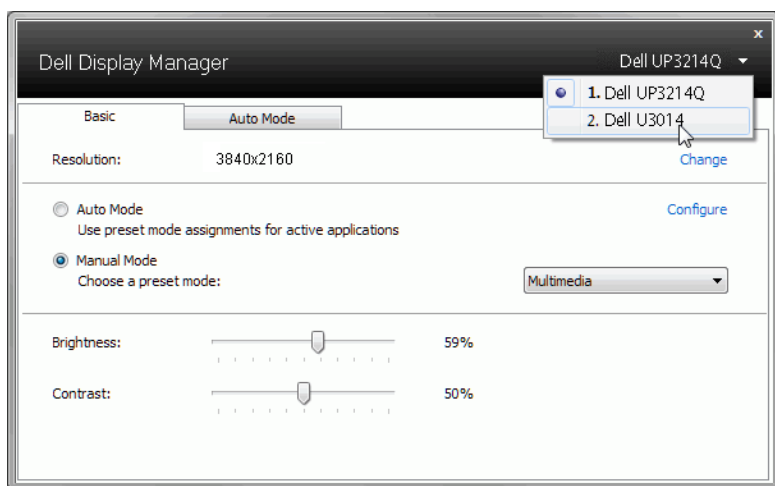 x
Dell Display Manager Dell UP3214Q
1. Dell UP3214Q
2. Dell U3014
Basic Auto Mode
Resolution: 3840x2160 Change
Auto Mode Configure
Use preset mode assignments for active applications
Manual Mode
Choose a preset mode: Multimedia
Brightness: 59%
Contrast: 50%